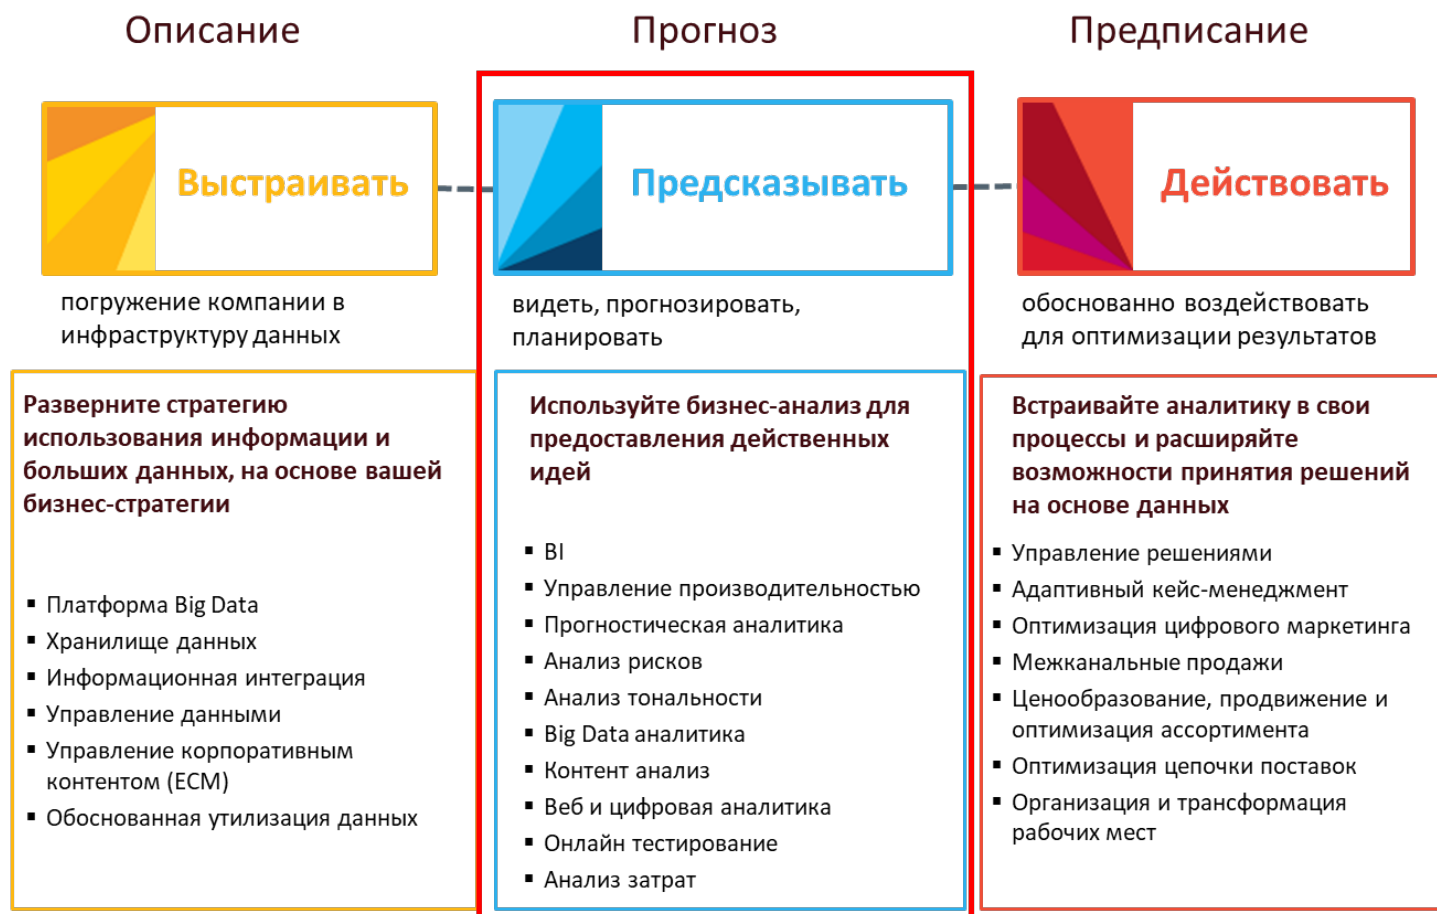 Описание
Прогноз
Предписание
Выстраивать
Предсказывать
Действовать
погружение компании в
инфраструктуру данных
видеть, прогнозировать,
планировать
обоснованно воздействовать
для оптимизации результатов
Разверните стратегию
использования информации и
больших данных, на основе вашей
бизнес-стратегии
▪ Платформа Big Data
▪ Хранилище данных
▪ Информационная интеграция
▪ Управление данными
▪ Управление корпоративным
контентом (ECM)
▪ Обоснованная утилизация данных
Используйте бизнес-анализ для
предоставления действенных
идей
▪ BI
▪ Управление производительностью
▪ Прогностическая аналитика
▪ Анализ рисков
▪ Анализ тональности
▪ Big Data аналитика
▪ Контент анализ
▪ Веб и цифровая аналитика
▪ Онлайн тестирование
▪ Анализ затрат
Встраивайте аналитику в свои
процессы и расширяйте
возможности принятия решений
на основе данных
▪ Управление решениями
▪ Адаптивный кейс-менеджмент
▪ Оптимизация цифрового маркетинга
▪ Межканальные продажи
▪ Ценообразование, продвижение и
оптимизация ассортимента
▪ Оптимизация цепочки поставок
▪ Организация и трансформация
рабочих мест